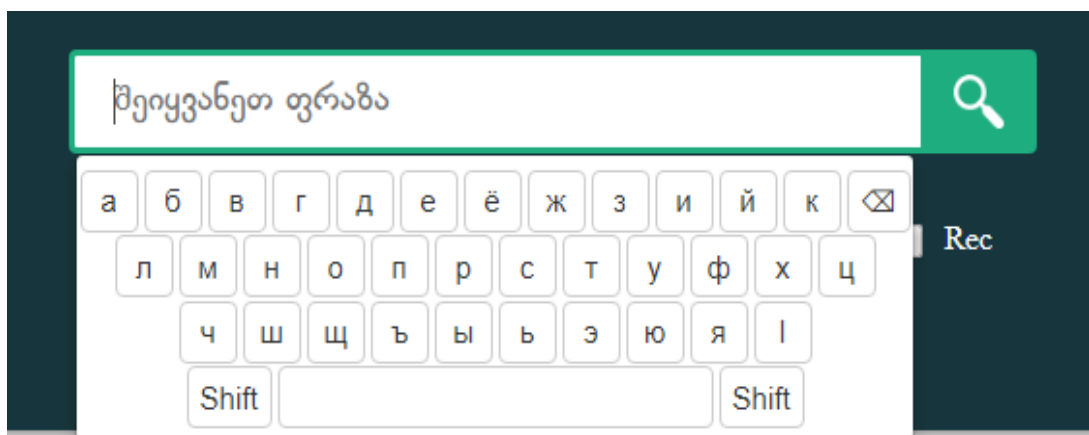 შეიყვანეთ ფრაზა
а б в г д е ё ж з и й к ⌫
Rec
л м н о п р с т у ф х ц
ч ш щ ъ ы ь э ю я I
Shift Shift